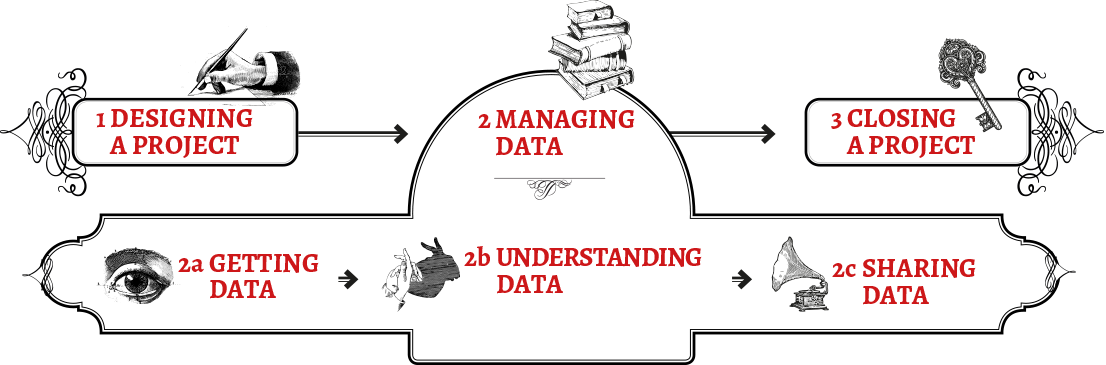 1 DESIGNING
A PROJECT
2 MANAGING
DATA
3 CLOSING
A PROJECT
2a GETTING
DATA
2b UNDERSTANDING
DATA
2c SHARING
DATA